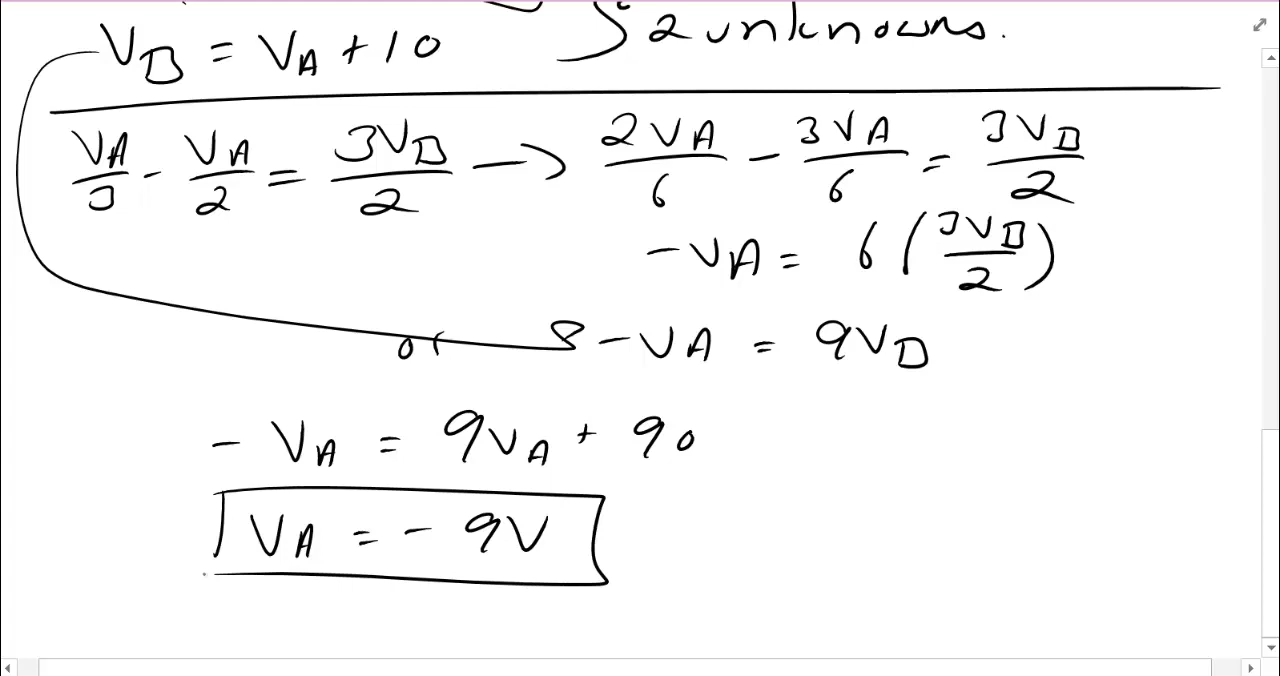 V_B = V_A + 10 } 2 unknowns.
V_A/3 - V_A/2 = 3V_B/2 → 2V_A/6 - 3V_A/6 = 3V_B/2
-V_A = 6(3V_B/2)
or -V_A = 9V_B
-V_A = 9V_A + 90
V_A = -9V